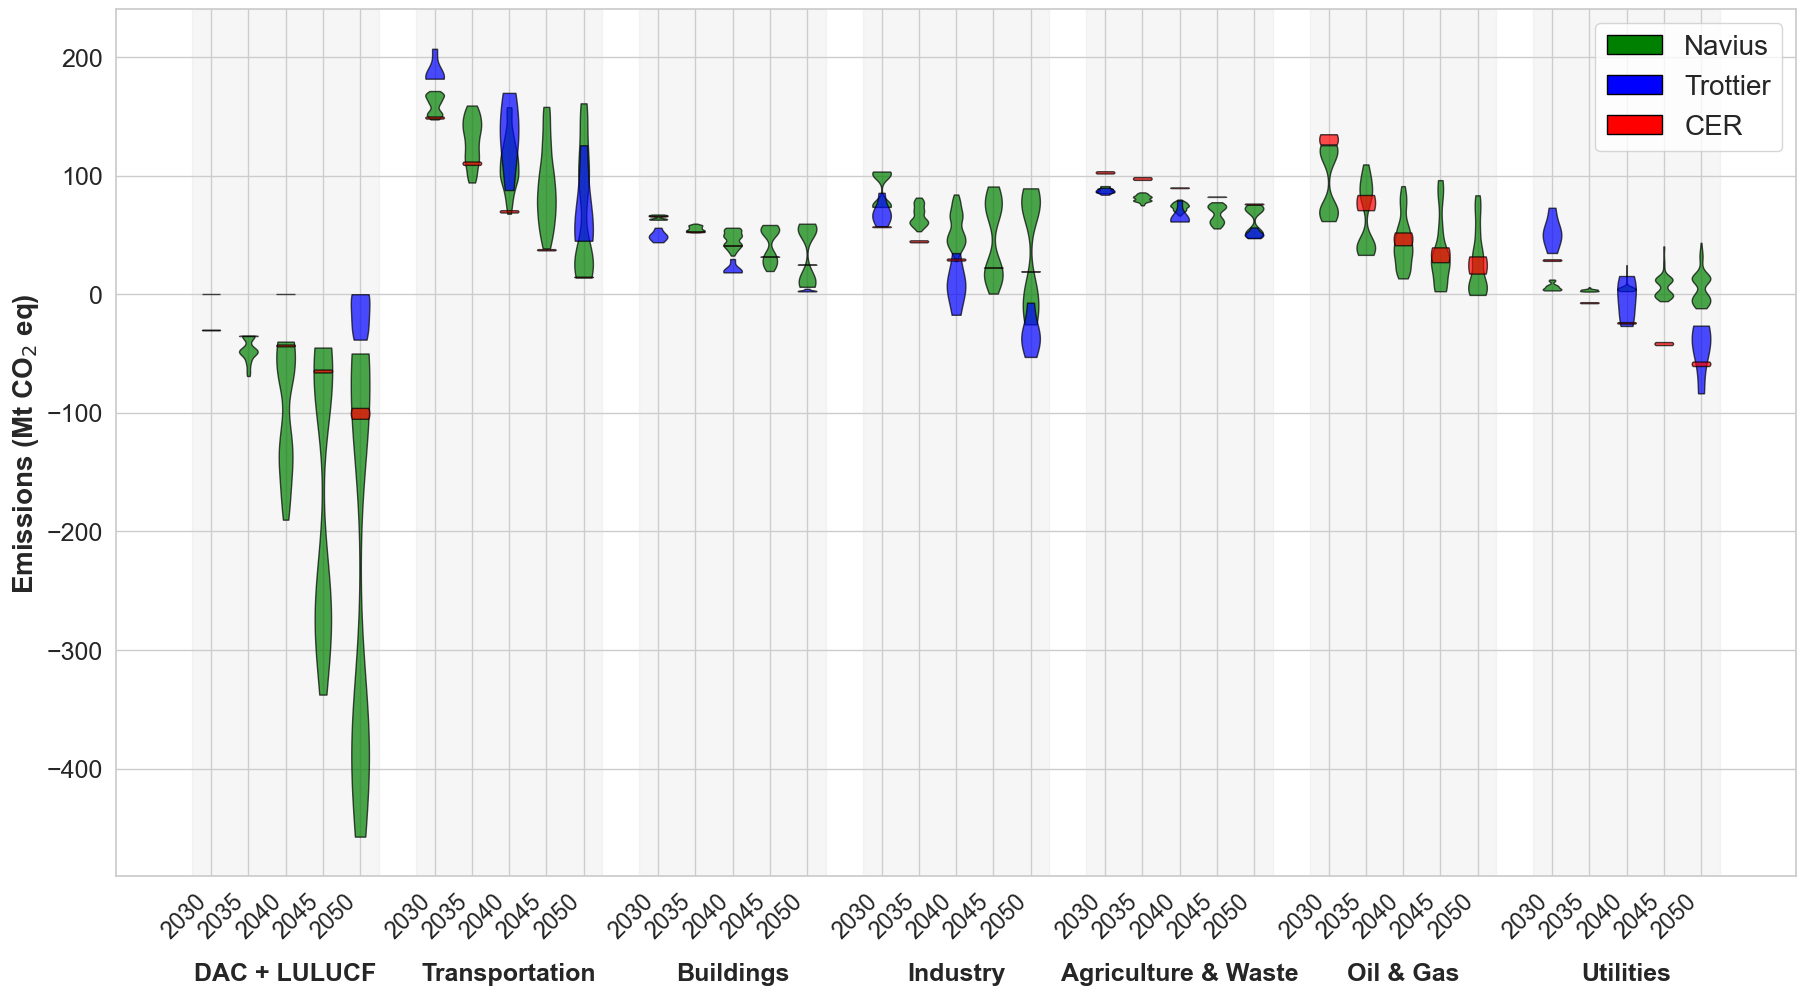 Emissions (Mt CO₂ eq)
200
100
0
−100
−200
−300
−400
Navius
Trottier
CER
2030 2035 2040 2045 2050 2030 2035 2040 2045 2050 2030 2035 2040 2045 2050 2030 2035 2040 2045 2050 2030 2035 2040 2045 2050 2030 2035 2040 2045 2050 2030 2035 2040 2045 2050
DAC + LULUCF Transportation Buildings Industry Agriculture & Waste Oil & Gas Utilities